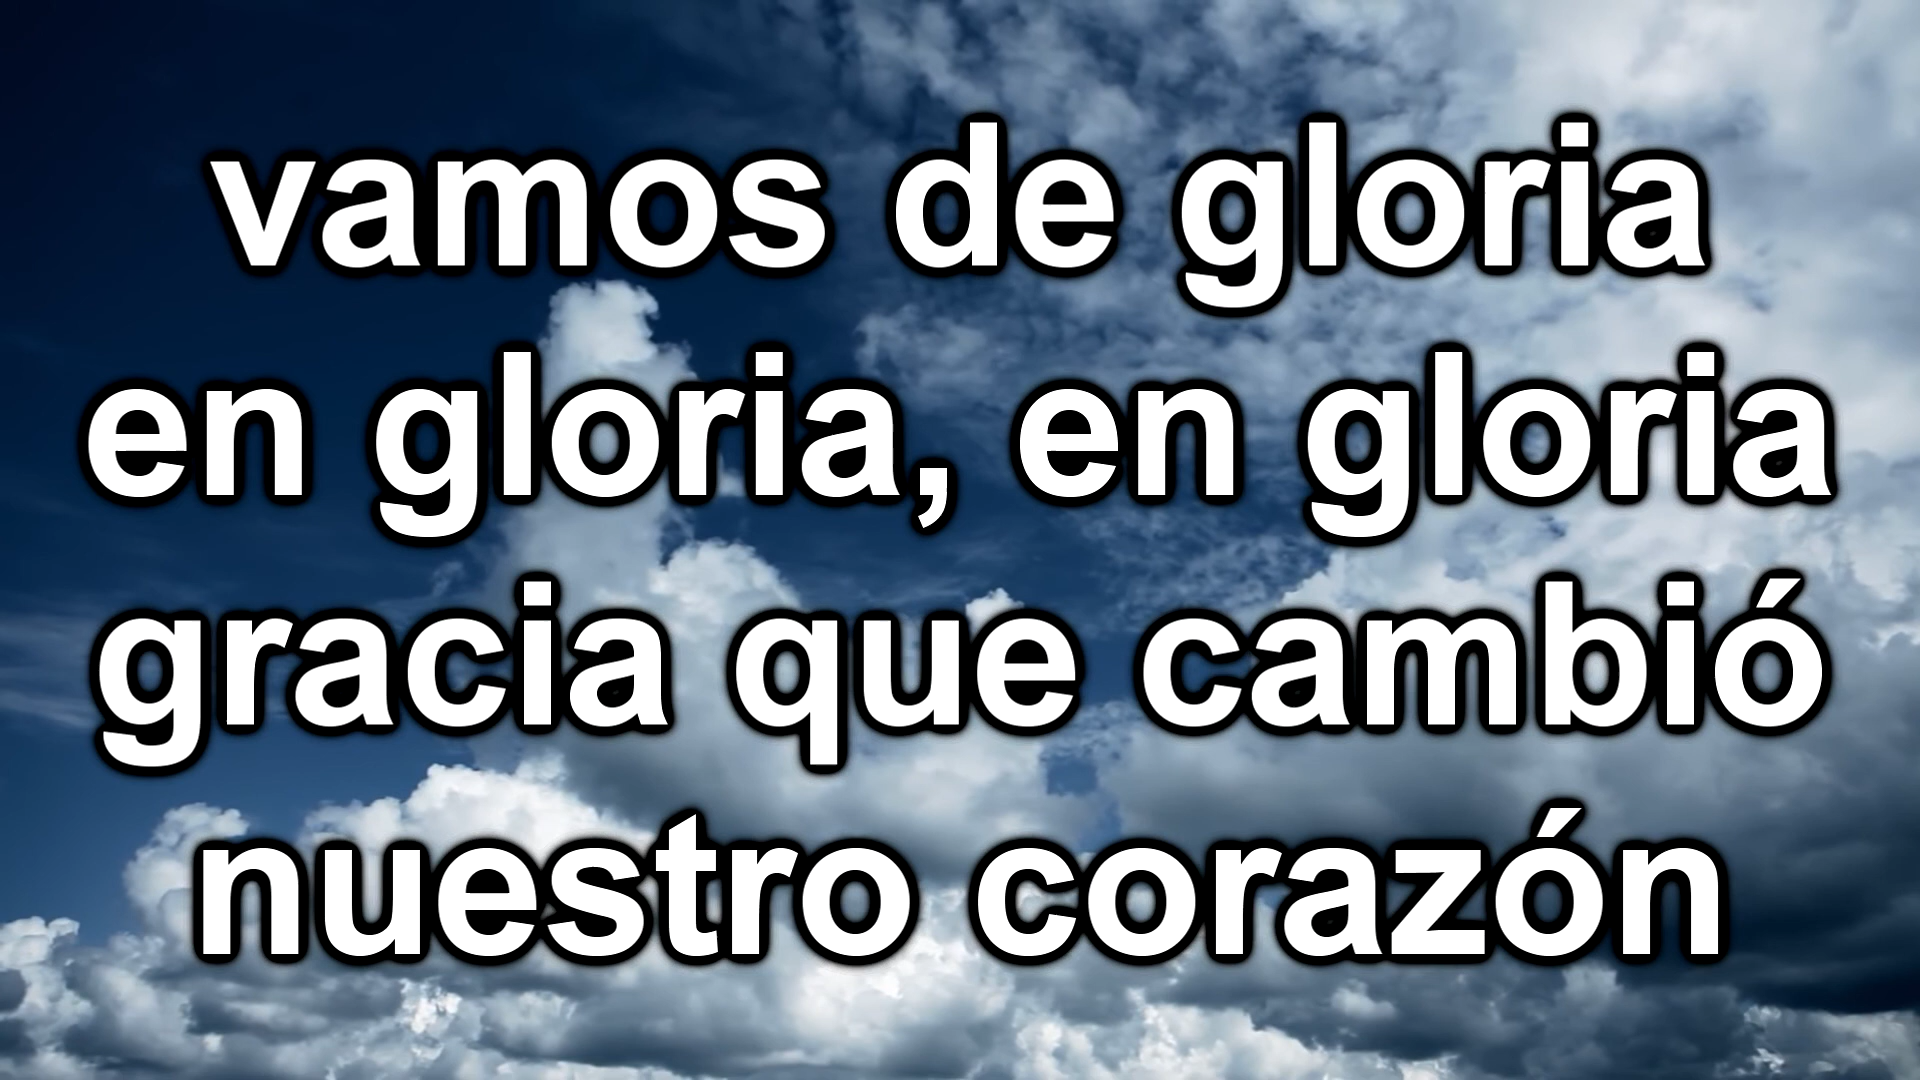 vamos de gloria
en gloria, en gloria
gracia que cambió
nuestro corazón